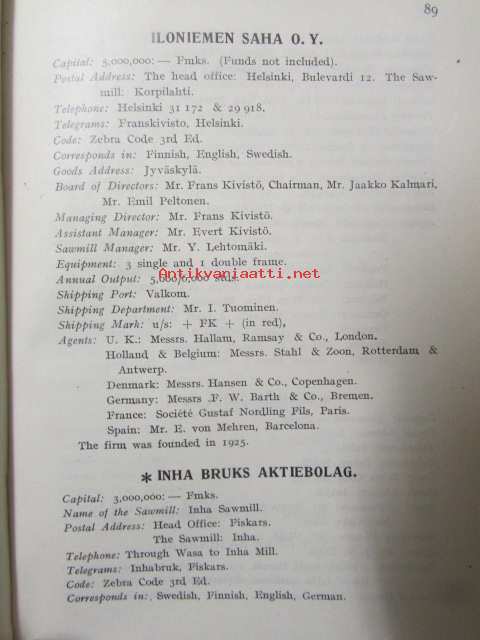 89
ILONIEMEN SAHA O. Y.
Capital: 5,000,000: — Fmks. (Funds not included).
Postal Address: The head office: Helsinki, Bulevardi 12. The Saw-
mill: Korpilahti.
Telephone: Helsinki 31 172 & 29 918.
Telegrams: Franskivisto, Helsinki.
Code: Zebra Code 3rd Ed.
Corresponds in: Finnish, English, Swedish.
Goods Address: Jyväskylä.
Board of Directors: Mr. Frans Kivistö, Chairman, Mr. Jaakko Kalmari,
Mr. Emil Peltonen.
Managing Director: Mr. Frans Kivistö.
Assistant Manager: Mr. Evert Kivistö.
Sawmill Manager: Mr. Y. Lehtomäki.
Equipment: 3 single and 1 double frame.
Antikvariaatti.net
Annual Output: 5,000/6,000 stds.
Shipping Port: Valkom.
Shipping Department: Mr. I. Tuominen.
Shipping Mark: u/s: + FK + (in red),
Agents: U. K.: Messrs. Hallam, Ramsay & Co., London.
Holland & Belgium: Messrs. Stahl & Zoon, Rotterdam &
Antwerp.
Denmark: Messrs. Hansen & Co., Copenhagen.
Germany: Messrs .F. W. Barth & Co., Bremen.
France: Société Gustaf Nordling Fils, Paris.
Spain: Mr. E. von Mehren, Barcelona.
The firm was founded in 1925.
* INHA BRUKS AKTIEBOLAG.
Capital: 3,000,000: — Fmks.
Name of the Sawmill: Inha Sawmill.
Postal Address: Head Office: Fiskars.
The Sawmill: Inha.
Telephone: Through Wasa to Inha Mill.
Telegrams: Inhabruk, Fiskars.
Code: Zebra Code 3rd Ed.
Corresponds in: Swedish, Finnish, English, German.